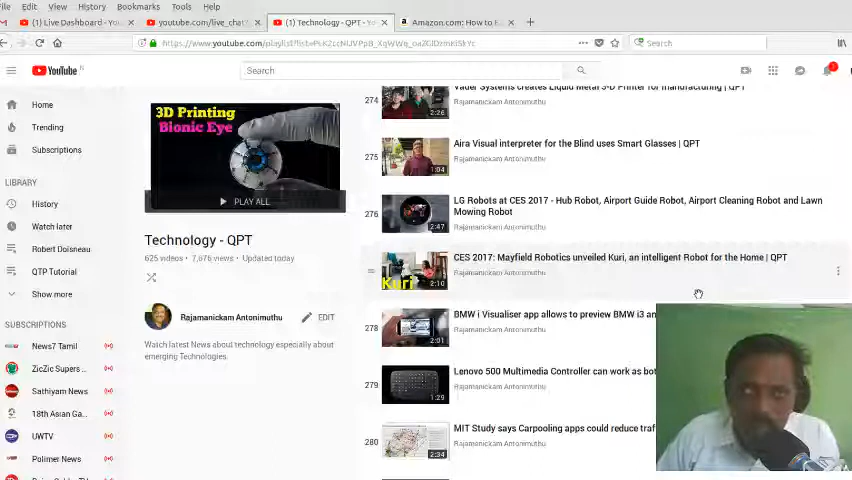 File Edit View History Bookmarks Tools Help
(1) Live Dashboard - You
youtube.com/live_chat?
(1) Technology - QPT - You
Amazon.com: How to E
Search
YouTube
Search
Home
Trending
Subscriptions
LIBRARY
History
Watch later
Robert Doisneau
QTP Tutorial
Show more
SUBSCRIPTIONS
News7 Tamil
ZicZic Supers ..
Sathiyam News
18th Asian Ga...
UWTV
Polimer News
3D Printing
Bionic Eye
PLAY ALL
Technology - QPT
625 videos • 7,676 views • Updated today
Rajamanickam Antonimuthu
EDIT
Watch latest News about technology especially about
emerging Technologies.
274
2:26
Vader Systems creates Liquid Metal 3-D Printer for manufacturing | QPT
Rajamanickam Antonimuthu
275
1:04
Aira Visual interpreter for the Blind uses Smart Glasses | QPT
Rajamanickam Antonimuthu
276
2:47
LG Robots at CES 2017 - Hub Robot, Airport Guide Robot, Airport Cleaning Robot and Lawn
Mowing Robot
Rajamanickam Antonimuthu
Kuri
2:10
CES 2017: Mayfield Robotics unveiled Kuri, an intelligent Robot for the Home | QPT
Rajamanickam Antonimuthu
278
2:01
BMW i Visualiser app allows to preview BMW i3 an
Rajamanickam Antonimuthu
279
1:29
Lenovo 500 Multimedia Controller can work as bot
Rajamanickam Antonimuthu
280
2:34
MIT Study says Carpooling apps could reduce traf
Rajamanickam Antonimuthu